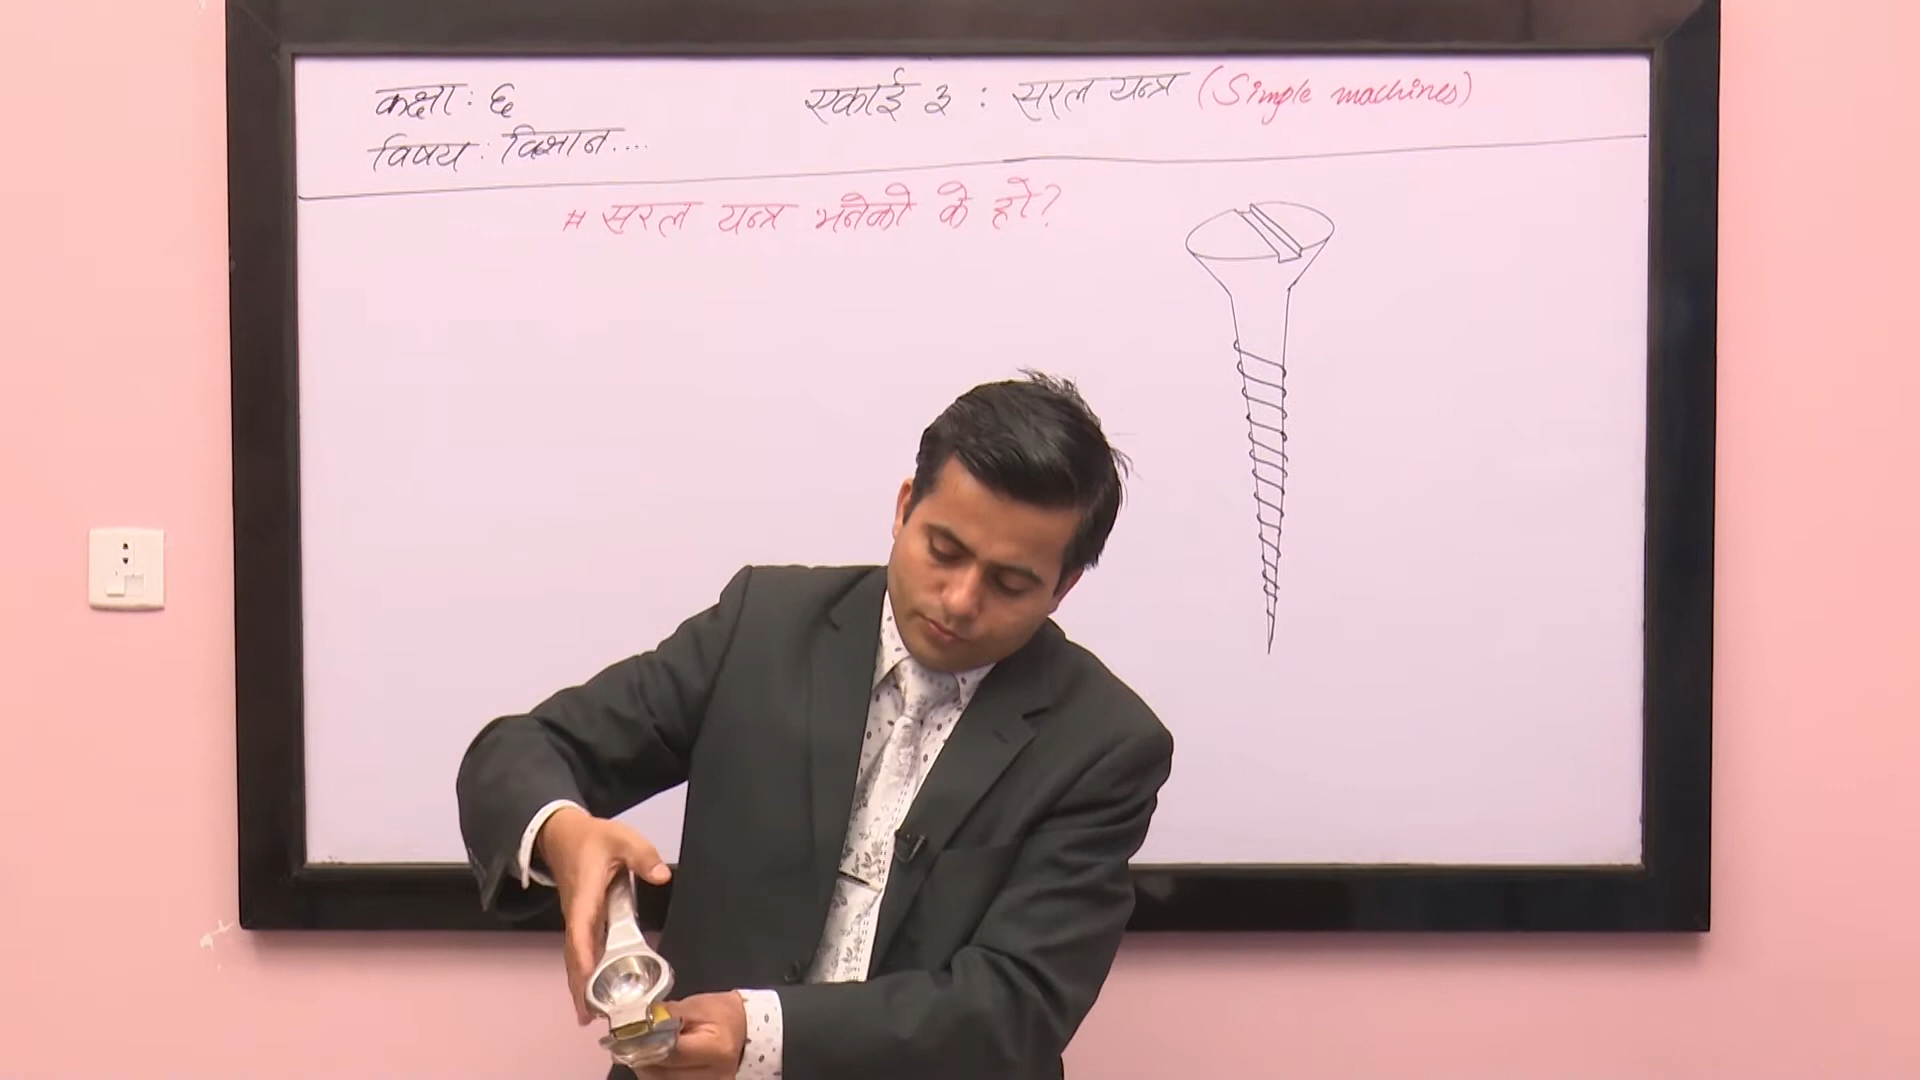 कक्षा: ६
एकाई ३ : सरल यन्त्र (Simple machines)
विषय: विज्ञान....
# सरल यन्त्र भनेको के हो?